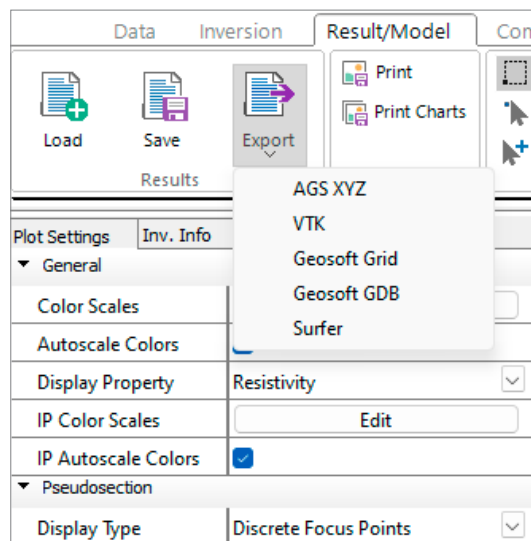 Data Inversion Result/Model Con
Load Save Export Print
Print Charts
Results
AGS XYZ
VTK
Geosoft Grid
Geosoft GDB
Surfer
Plot Settings Inv. Info
General
Color Scales
Autoscale Colors
Display Property Resistivity
IP Color Scales Edit
IP Autoscale Colors
Pseudosection
Display Type Discrete Focus Points